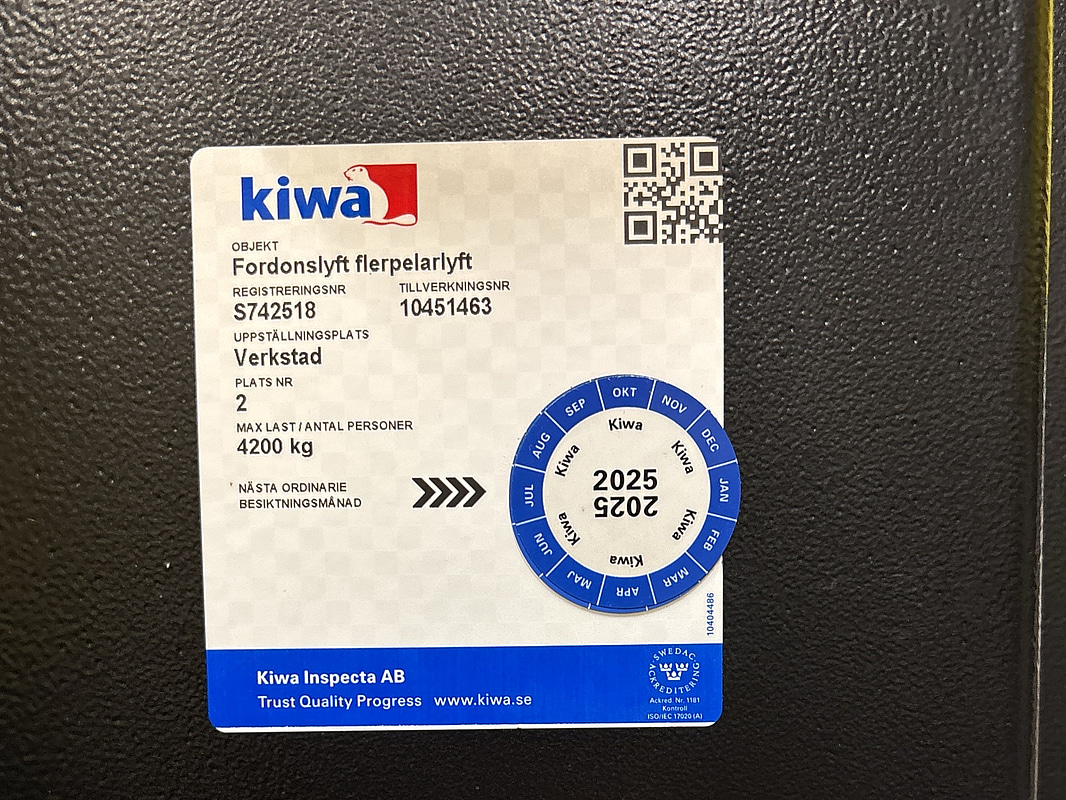 kiwa
OBJEKT
Fordonslyft flerpelarlyft
REGISTRERINGSNR TILLVERKNINGSNR
S742518 10451463
UPPSTÄLLNINGSPLATS
Verkstad
PLATS NR
2
MAX LAST / ANTAL PERSONER
4200 kg
NÄSTA ORDINARIE
BESIKTNINGSMÅNAD
JAN FEB MAR APR MAJ JUN JUL AUG SEP OKT NOV DEC
Kiwa Kiwa Kiwa Kiwa Kiwa Kiwa
2025
2025
10404486
Kiwa Inspecta AB
Trust Quality Progress www.kiwa.se
SWEDAC
ACKREDITERING
Ackred. Nr. 1181
Kontroll
ISO/IEC 17020 (A)